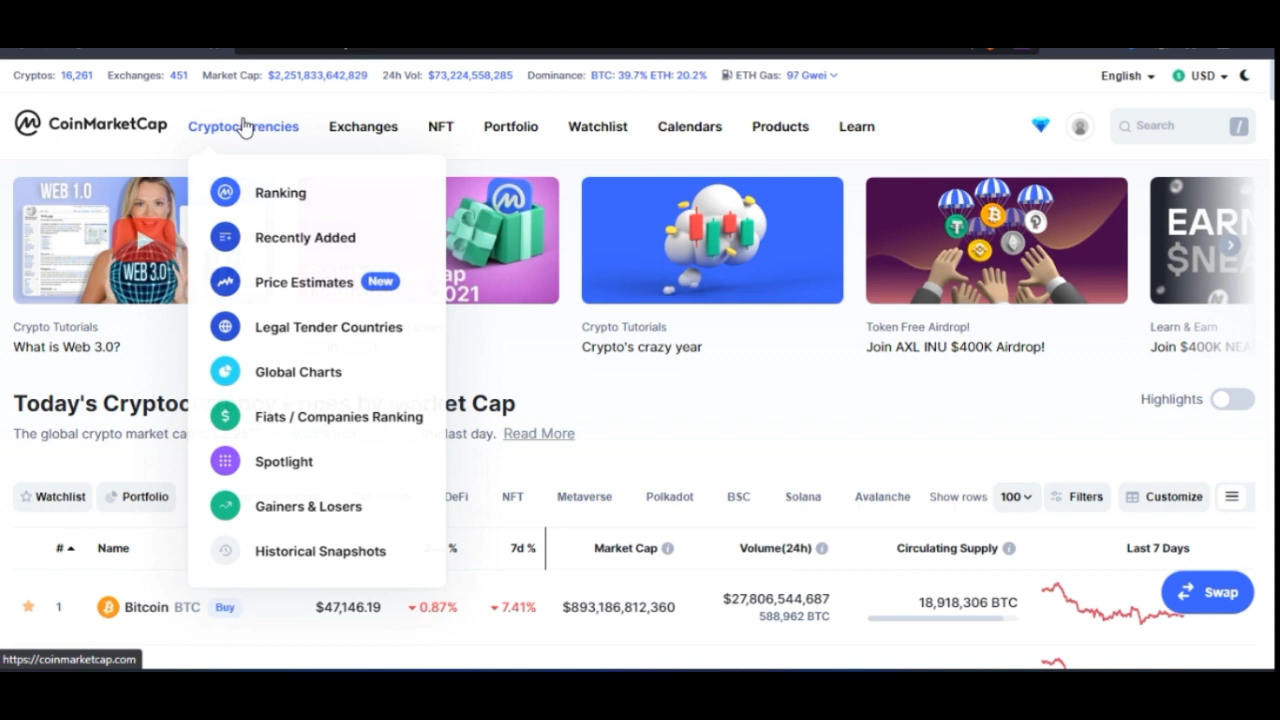 Cryptos: 16,261 Exchanges: 451 Market Cap: $2,251,833,642,829 24h Vol: $73,224,558,285 Dominance: BTC: 39.7% ETH: 20.2% ETH Gas: 97 Gwei English USD
CoinMarketCap Cryptocurrencies Exchanges NFT Portfolio Watchlist Calendars Products Learn Search /
Ranking
Recently Added
Price Estimates New
Legal Tender Countries
Global Charts
Fiats / Companies Ranking
Spotlight
Gainers & Losers
Historical Snapshots
WEB 1.0
WEB 3.0
2021
EARN
$NEA
Crypto Tutorials
What is Web 3.0?
Crypto Tutorials
Crypto's crazy year
Token Free Airdrop!
Join AXL INU $400K Airdrop!
Learn & Earn
Join $400K NEA
Today's Cryptoc et Cap
Highlights
The global crypto market ca last day. Read More
Watchlist Portfolio DeFi NFT Metaverse Polkadot BSC Solana Avalanche Show rows 100 Filters Customize
# Name % 7d % Market Cap Volume(24h) Circulating Supply Last 7 Days
1 Bitcoin BTC Buy $47,146.19 0.87% 7.41% $893,186,812,360 $27,806,544,687 18,918,306 BTC
588,962 BTC
Swap
https://coinmarketcap.com